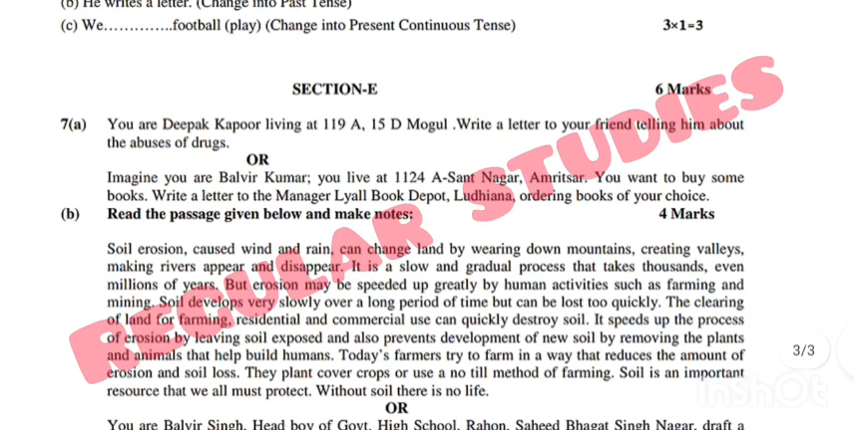 (b) He writes a letter. (Change into Past Tense)
(c) We..............football (play) (Change into Present Continuous Tense) 3×1=3
SECTION-E 6 Marks
7(a) You are Deepak Kapoor living at 119 A, 15 D Mogul .Write a letter to your friend telling him about
the abuses of drugs.
OR
Imagine you are Balvir Kumar; you live at 1124 A-Sant Nagar, Amritsar. You want to buy some
books. Write a letter to the Manager Lyall Book Depot, Ludhiana, ordering books of your choice.
(b) Read the passage given below and make notes: 4 Marks
Soil erosion, caused wind and rain, can change land by wearing down mountains, creating valleys,
making rivers appear and disappear. It is a slow and gradual process that takes thousands, even
millions of years. But erosion may be speeded up greatly by human activities such as farming and
mining. Soil develops very slowly over a long period of time but can be lost too quickly. The clearing
of land for farming, residential and commercial use can quickly destroy soil. It speeds up the process
of erosion by leaving soil exposed and also prevents development of new soil by removing the plants
and animals that help build humans. Today's farmers try to farm in a way that reduces the amount of
erosion and soil loss. They plant cover crops or use a no till method of farming. Soil is an important
resource that we all must protect. Without soil there is no life.
OR
You are Balvir Singh, Head boy of Govt. High School, Rahon, Saheed Bhagat Singh Nagar, draft a
REGULAR STUDIES
3/3
InShOt